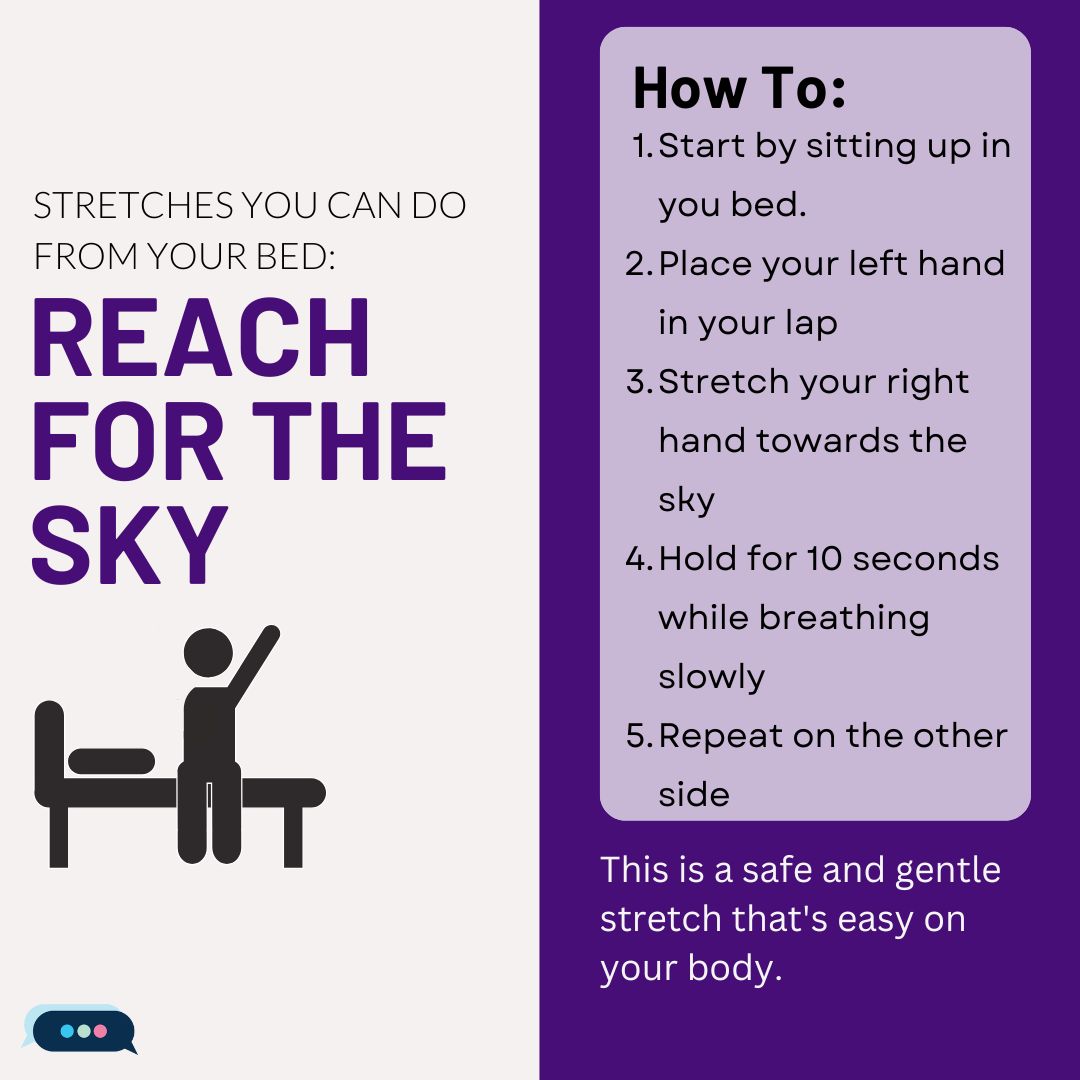 STRETCHES YOU CAN DO
FROM YOUR BED:
REACH
FOR THE
SKY
How To:
1. Start by sitting up in
you bed.
2. Place your left hand
in your lap
3. Stretch your right
hand towards the
sky
4. Hold for 10 seconds
while breathing
slowly
5. Repeat on the other
side
This is a safe and gentle
stretch that's easy on
your body.